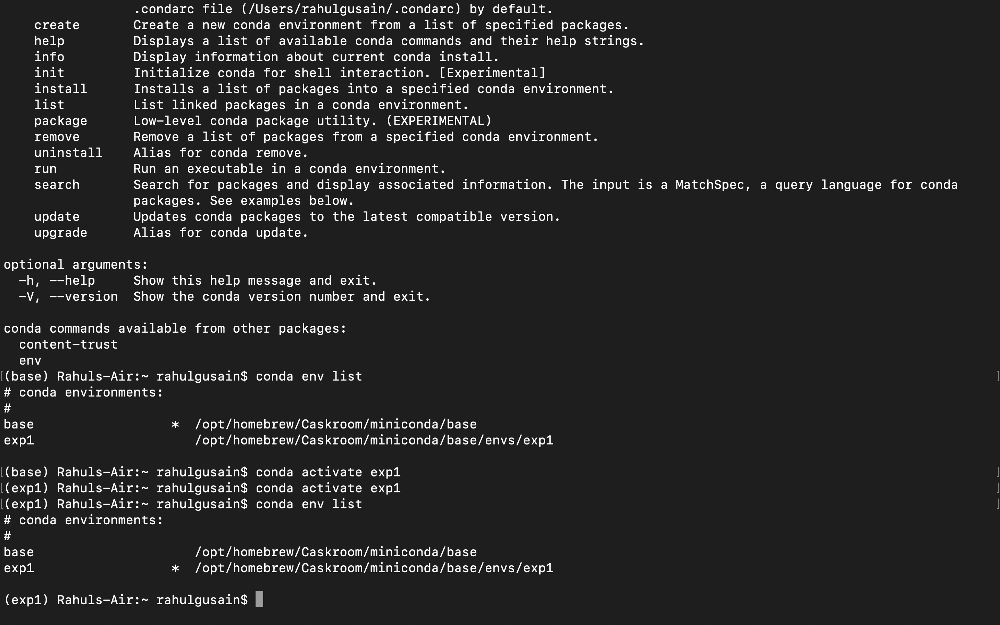 .condarc file (/Users/rahulgusain/.condarc) by default.
create Create a new conda environment from a list of specified packages.
help Displays a list of available conda commands and their help strings.
info Display information about current conda install.
init Initialize conda for shell interaction. [Experimental]
install Installs a list of packages into a specified conda environment.
list List linked packages in a conda environment.
package Low-level conda package utility. (EXPERIMENTAL)
remove Remove a list of packages from a specified conda environment.
uninstall Alias for conda remove.
run Run an executable in a conda environment.
search Search for packages and display associated information. The input is a MatchSpec, a query language for conda
packages. See examples below.
update Updates conda packages to the latest compatible version.
upgrade Alias for conda update.
optional arguments:
-h, --help Show this help message and exit.
-V, --version Show the conda version number and exit.
conda commands available from other packages:
content-trust
env
[(base) Rahuls-Air:~ rahulgusain$ conda env list ]
# conda environments:
#
base * /opt/homebrew/Caskroom/miniconda/base
exp1 /opt/homebrew/Caskroom/miniconda/base/envs/exp1
[(base) Rahuls-Air:~ rahulgusain$ conda activate exp1 ]
[(exp1) Rahuls-Air:~ rahulgusain$ conda activate exp1 ]
[(exp1) Rahuls-Air:~ rahulgusain$ conda env list ]
# conda environments:
#
base /opt/homebrew/Caskroom/miniconda/base
exp1 * /opt/homebrew/Caskroom/miniconda/base/envs/exp1
(exp1) Rahuls-Air:~ rahulgusain$